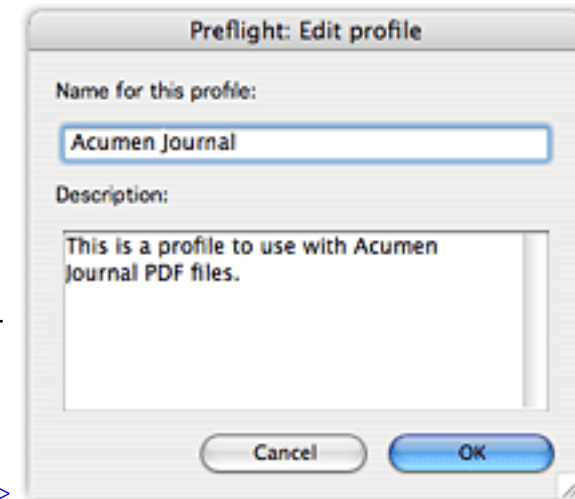 Preflight: Edit profile
Name for this profile:
Acumen Journal
Description:
This is a profile to use with Acumen
Journal PDF files.
-
Cancel OK
>